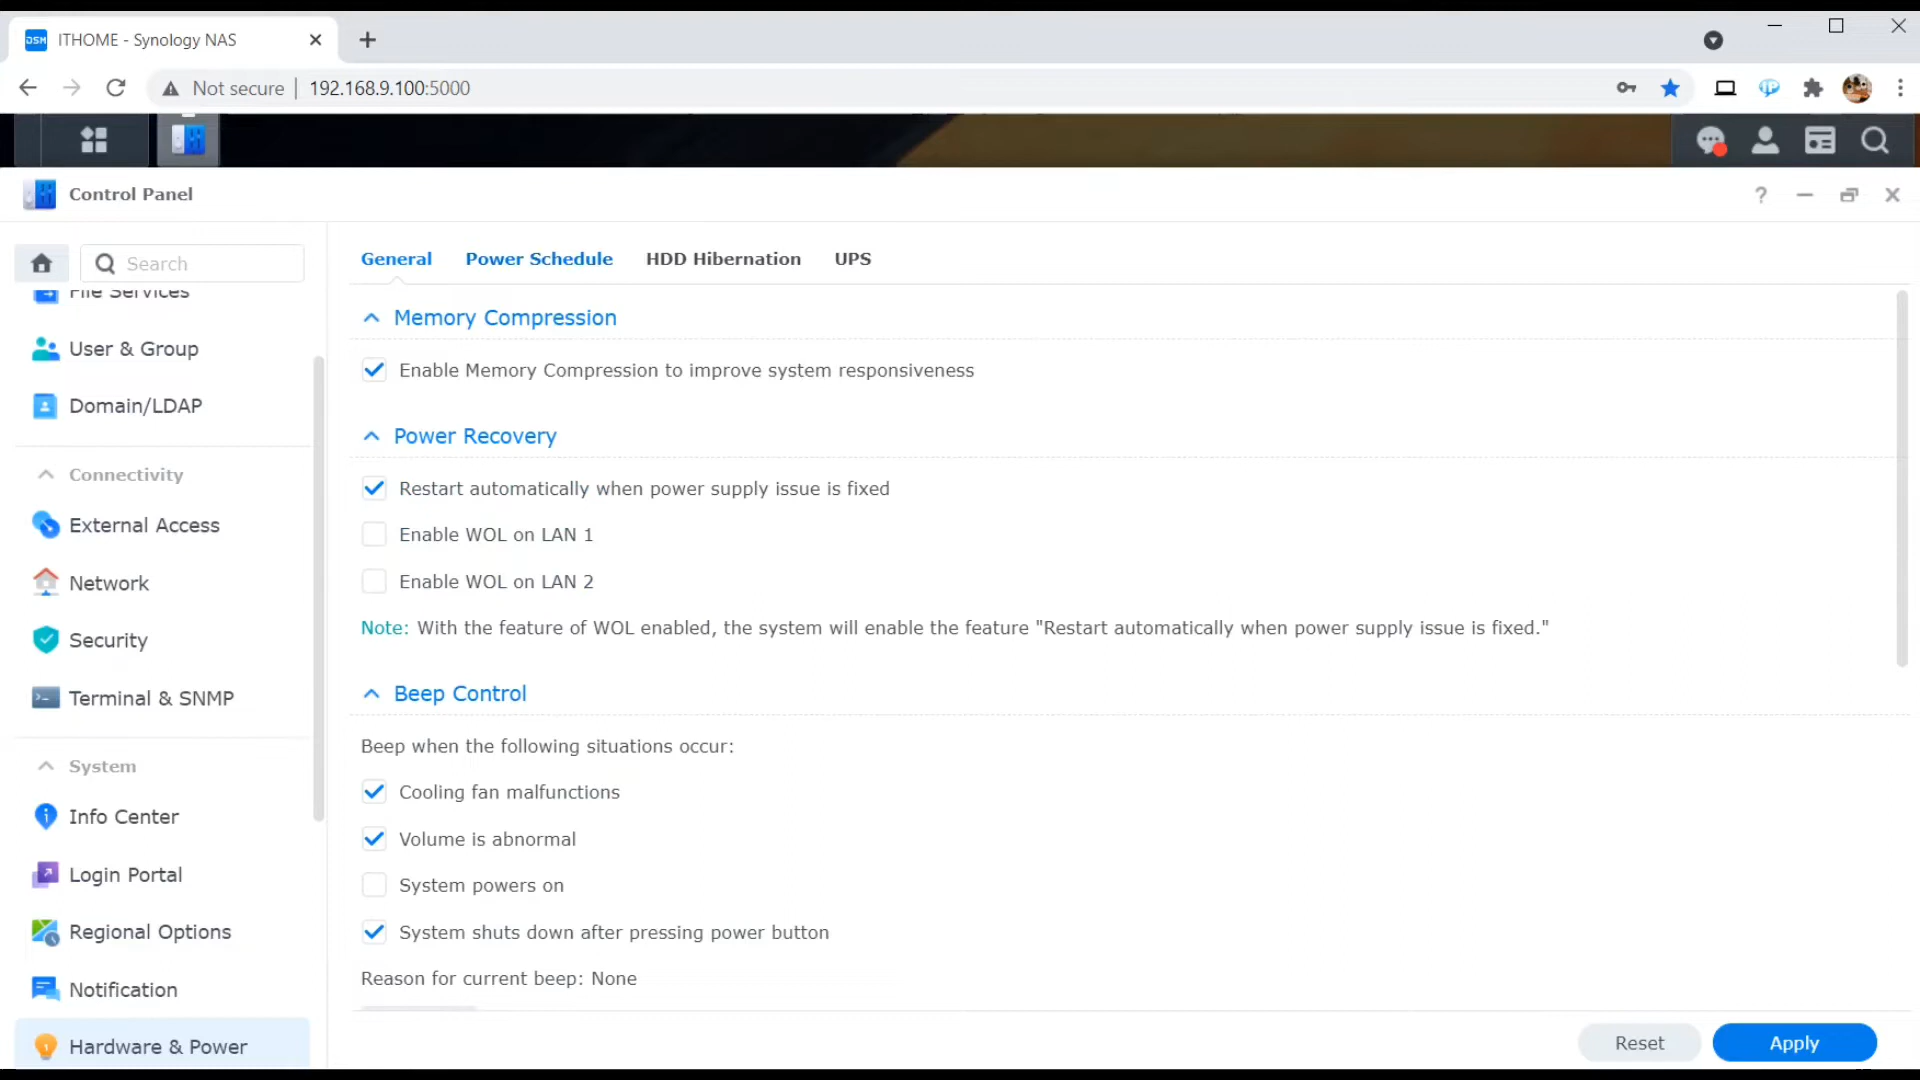 ITHOME - Synology NAS
Not secure | 192.168.9.100:5000
Control Panel
Search
File Services
User & Group
Domain/LDAP
Connectivity
External Access
Network
Security
Terminal & SNMP
System
Info Center
Login Portal
Regional Options
Notification
Hardware & Power
General Power Schedule HDD Hibernation UPS
Memory Compression
Enable Memory Compression to improve system responsiveness
Power Recovery
Restart automatically when power supply issue is fixed
Enable WOL on LAN 1
Enable WOL on LAN 2
Note: With the feature of WOL enabled, the system will enable the feature "Restart automatically when power supply issue is fixed."
Beep Control
Beep when the following situations occur:
Cooling fan malfunctions
Volume is abnormal
System powers on
System shuts down after pressing power button
Reason for current beep: None
Reset Apply